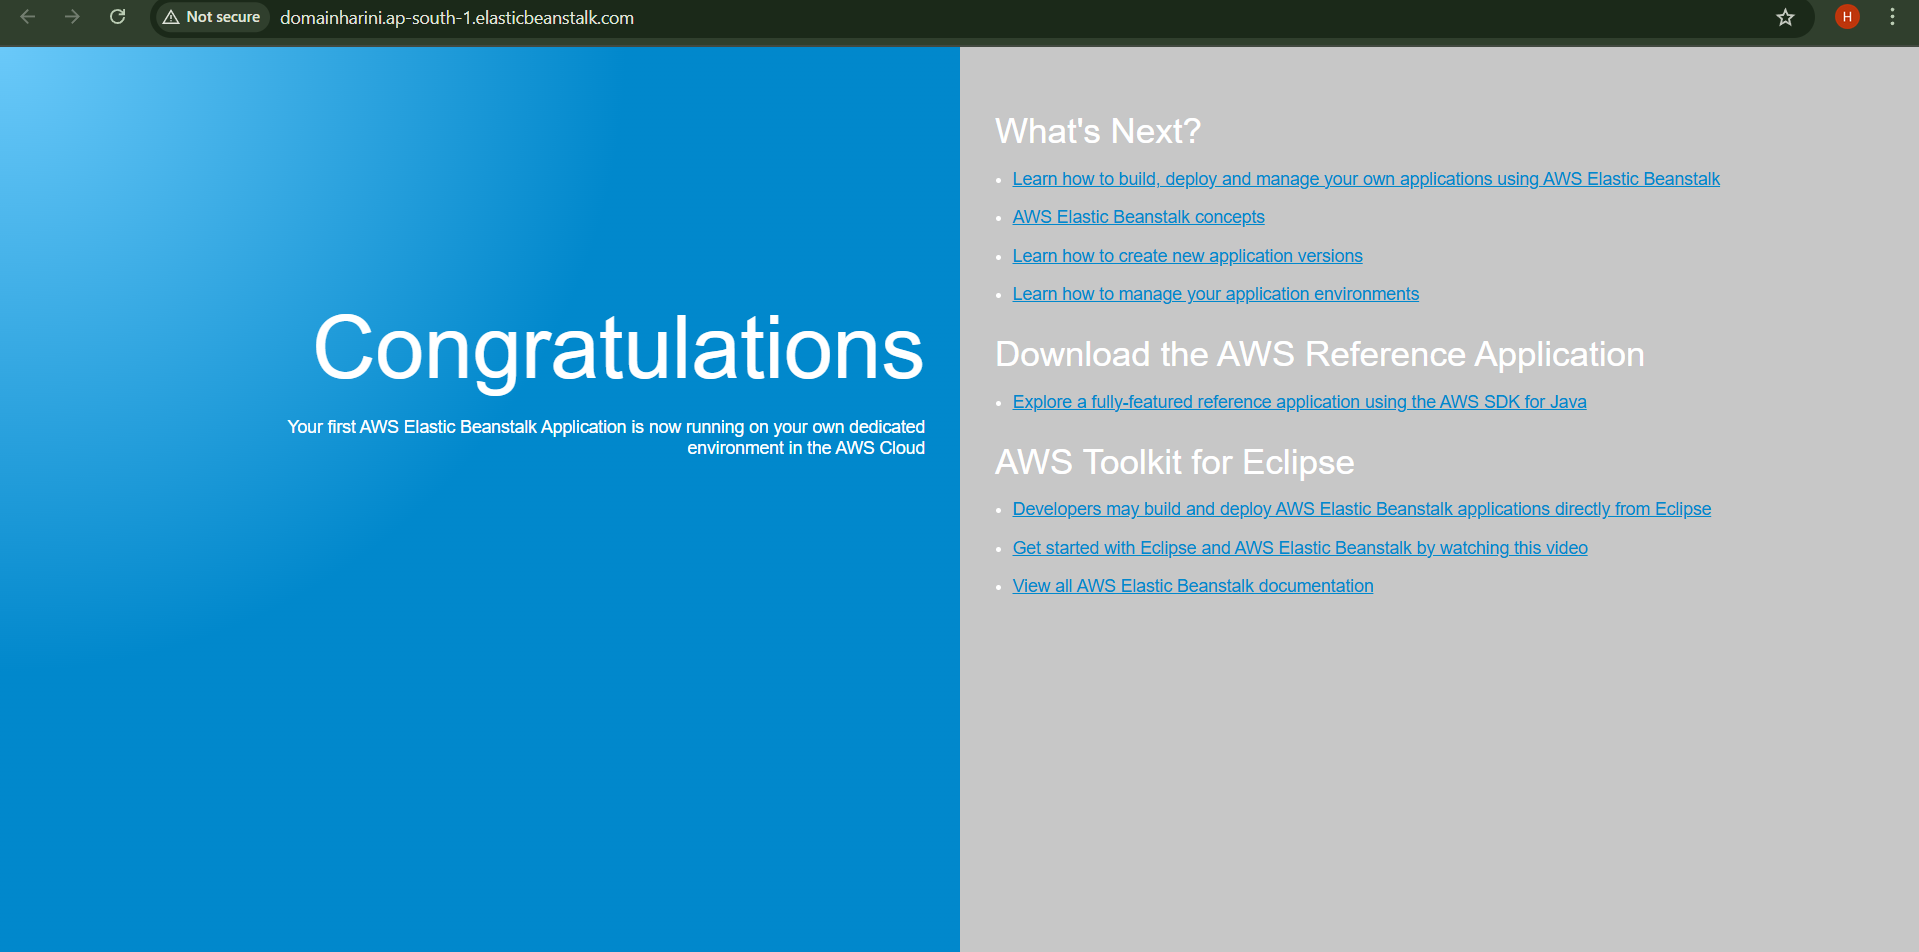 Not secure domainharini.ap-south-1.elasticbeanstalk.com
H
Congratulations
Your first AWS Elastic Beanstalk Application is now running on your own dedicated
environment in the AWS Cloud
What's Next?
Learn how to build, deploy and manage your own applications using AWS Elastic Beanstalk
AWS Elastic Beanstalk concepts
Learn how to create new application versions
Learn how to manage your application environments
Download the AWS Reference Application
Explore a fully-featured reference application using the AWS SDK for Java
AWS Toolkit for Eclipse
Developers may build and deploy AWS Elastic Beanstalk applications directly from Eclipse
Get started with Eclipse and AWS Elastic Beanstalk by watching this video
View all AWS Elastic Beanstalk documentation